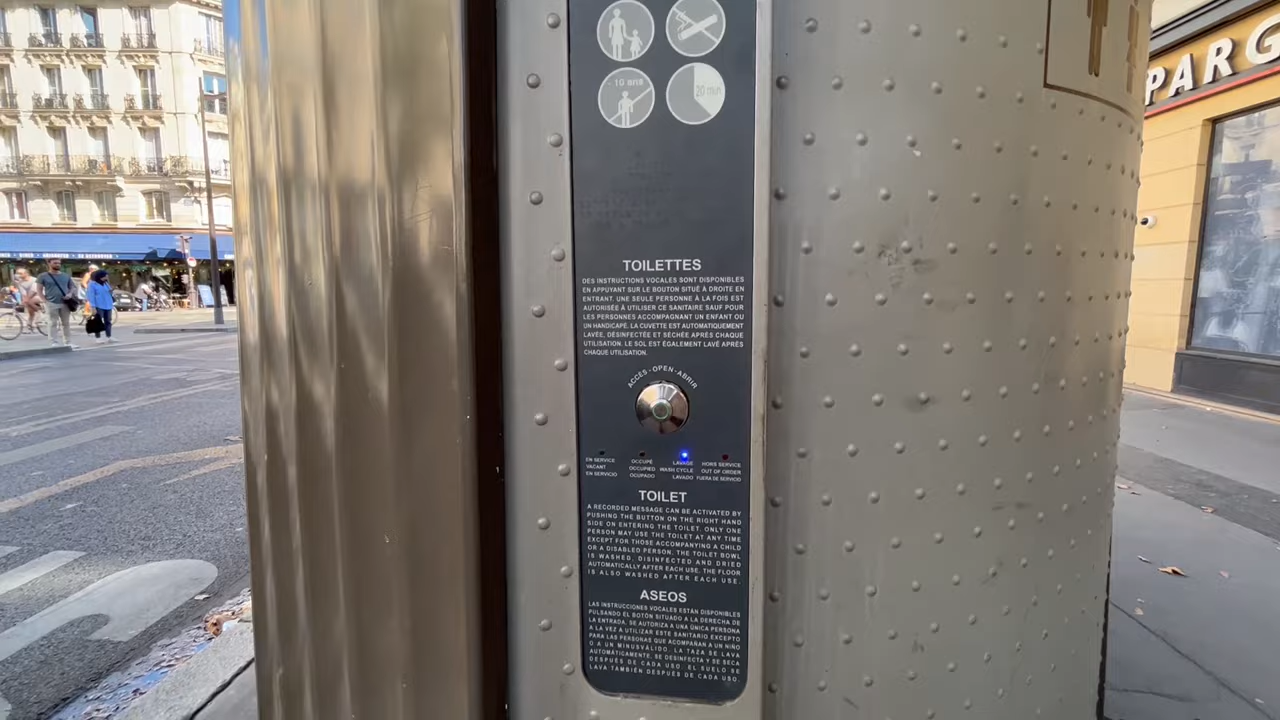 - 10 ans
20 min
TOILETTES
DES INSTRUCTIONS VOCALES SONT DISPONIBLES
EN APPUYANT SUR LE BOUTON SITUÉ À DROITE EN
ENTRANT. UNE SEULE PERSONNE À LA FOIS EST
AUTORISÉE À UTILISER CE SANITAIRE SAUF POUR
LES PERSONNES ACCOMPAGNANT UN ENFANT OU
UN HANDICAPÉ. LA CUVETTE EST AUTOMATIQUEMENT
LAVÉE, DÉSINFECTÉE ET SÉCHÉE APRÈS CHAQUE
UTILISATION. LE SOL EST ÉGALEMENT LAVÉ APRÈS
CHAQUE UTILISATION.
ACCÈS - OPEN - ABRIR
EN SERVICE
VACANT
EN SERVICIO
OCCUPÉ
OCCUPIED
OCUPADO
LAVAGE
WASH CYCLE
LAVADO
HORS SERVICE
OUT OF ORDER
FUERA DE SERVICIO
TOILET
A RECORDED MESSAGE CAN BE ACTIVATED BY
PUSHING THE BUTTON ON THE RIGHT HAND
SIDE ON ENTERING THE TOILET. ONLY ONE
PERSON MAY USE THE TOILET AT ANY TIME
EXCEPT FOR THOSE ACCOMPANYING A CHILD
OR A DISABLED PERSON. THE TOILET BOWL
IS WASHED, DISINFECTED AND DRIED
AUTOMATICALLY AFTER EACH USE. THE FLOOR
IS ALSO WASHED AFTER EACH USE.
ASEOS
LAS INSTRUCCIONES VOCALES ESTÁN DISPONIBLES
PULSANDO EL BOTÓN SITUADO A LA DERECHA DE
LA ENTRADA. SE AUTORIZA A UNA ÚNICA PERSONA
A LA VEZ A UTILIZAR ESTE SANITARIO EXCEPTO
PARA LAS PERSONAS QUE ACOMPAÑAN A UN NIÑO
O A UN MINUSVÁLIDO. LA TAZA SE LAVA
AUTOMÁTICAMENTE, SE DESINFECTA Y SE SECA
DESPUÉS DE CADA USO. EL SUELO SE
LAVA TAMBIÉN DESPUÉS DE CADA USO.
PARG